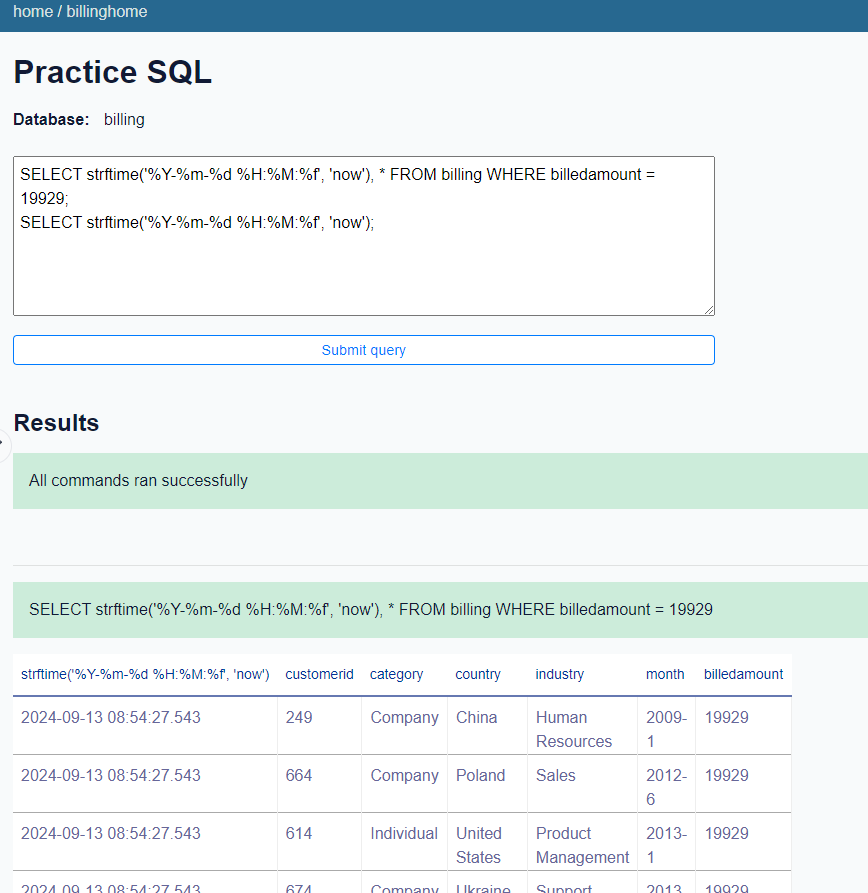 home / billinghome
Practice SQL
Database: billing
SELECT strftime('%Y-%m-%d %H:%M:%f', 'now'), * FROM billing WHERE billedamount =
19929;
SELECT strftime('%Y-%m-%d %H:%M:%f', 'now');
Submit query
Results
All commands ran successfully
SELECT strftime('%Y-%m-%d %H:%M:%f', 'now'), * FROM billing WHERE billedamount = 19929
strftime('%Y-%m-%d %H:%M:%f', 'now') customerid category country industry month billedamount
2024-09-13 08:54:27.543 249 Company China Human 2009- 19929
Resources 1
2024-09-13 08:54:27.543 664 Company Poland Sales 2012- 19929
6
2024-09-13 08:54:27.543 614 Individual United Product 2013- 19929
States Management 1
2024-09-13 08:54:27.543 674 Company Ukraine Support 2013 19929